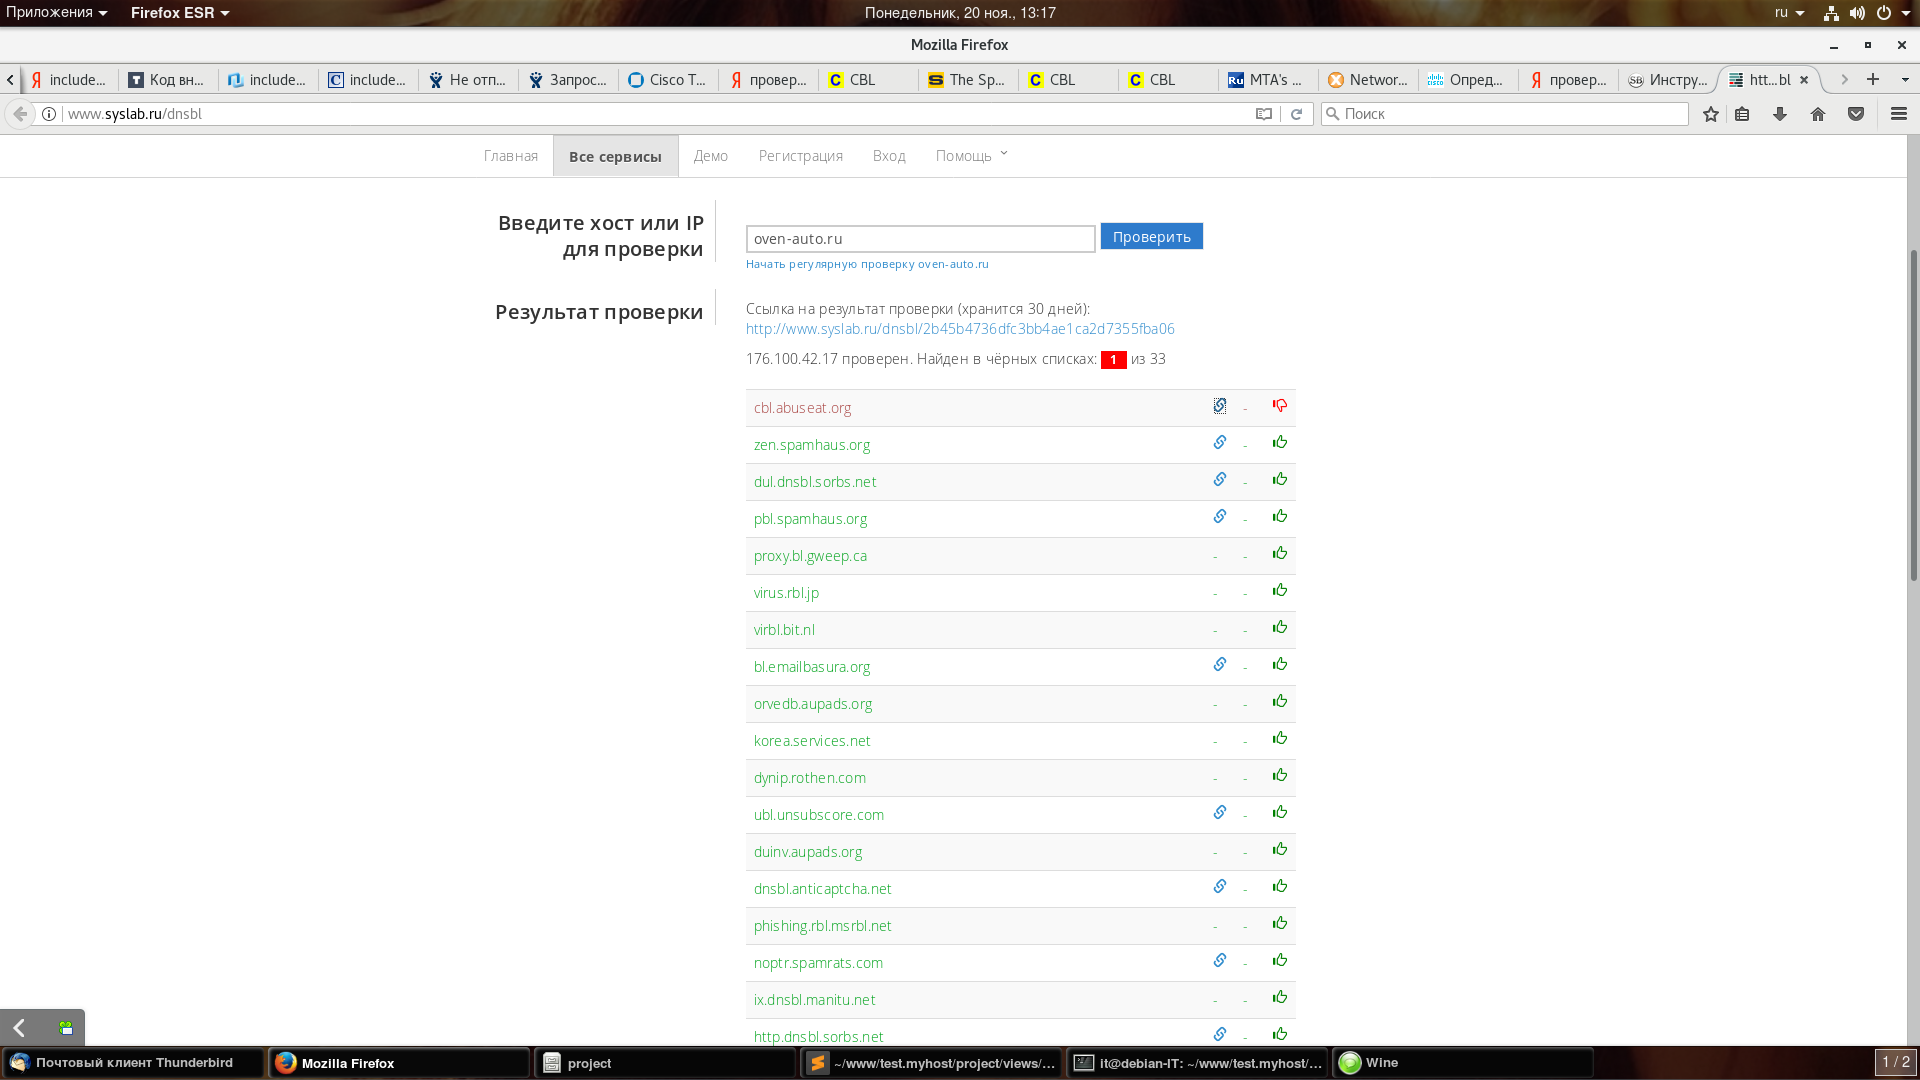 Приложения
Firefox ESR
Понедельник, 20 ноя., 13:17
ru
Mozilla Firefox
include...
Код вн...
include...
include...
Не отп...
Запрос...
Cisco T...
провер...
CBL
The Sp...
CBL
CBL
MTA's ...
Networ...
Опред...
провер...
Инстру...
htt...bl
www.syslab.ru/dnsbl
Поиск
Главная
Все сервисы
Демо
Регистрация
Вход
Помощь
Введите хост или IP
для проверки
oven-auto.ru
Проверить
Начать регулярную проверку oven-auto.ru
Результат проверки
Ссылка на результат проверки (хранится 30 дней):
http://www.syslab.ru/dnsbl/2b45b4736dfc3bb4ae1ca2d7355fba06
176.100.42.17 проверен. Найден в чёрных списках: 1 из 33
cbl.abuseat.org -
zen.spamhaus.org -
dul.dnsbl.sorbs.net -
pbl.spamhaus.org -
proxy.bl.gweep.ca - -
virus.rbl.jp - -
virbl.bit.nl - -
bl.emailbasura.org -
orvedb.aupads.org - -
korea.services.net - -
dynip.rothen.com - -
ubl.unsubscore.com -
duinv.aupads.org - -
dnsbl.anticaptcha.net -
phishing.rbl.msrbl.net - -
noptr.spamrats.com -
ix.dnsbl.manitu.net - -
http.dnsbl.sorbs.net -
Почтовый клиент Thunderbird
Mozilla Firefox
project
~/www/test.myhost/project/views/...
it@debian-IT: ~/www/test.myhost/...
Wine
1 / 2